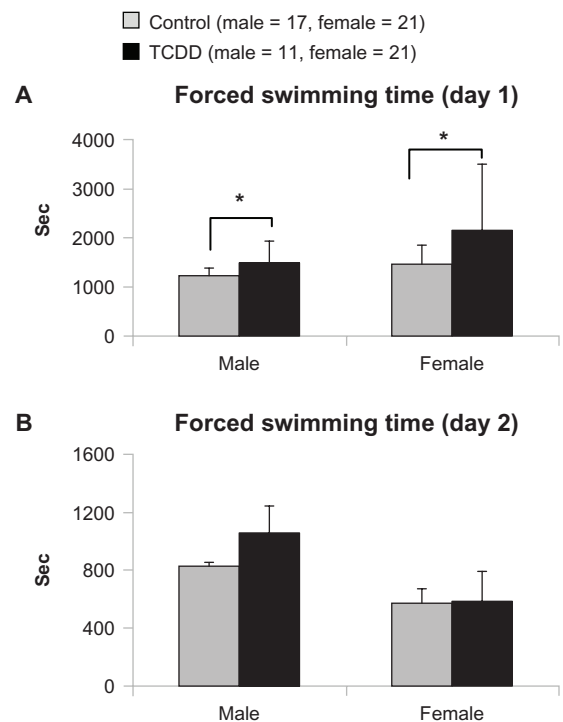 Control (male = 17, female = 21)
TCDD (male = 11, female = 21)
A
Forced swimming time (day 1)
Sec
4000
3000
2000
1000
0
*
*
Male
Female
B
Forced swimming time (day 2)
Sec
1600
1200
800
400
0
Male
Female